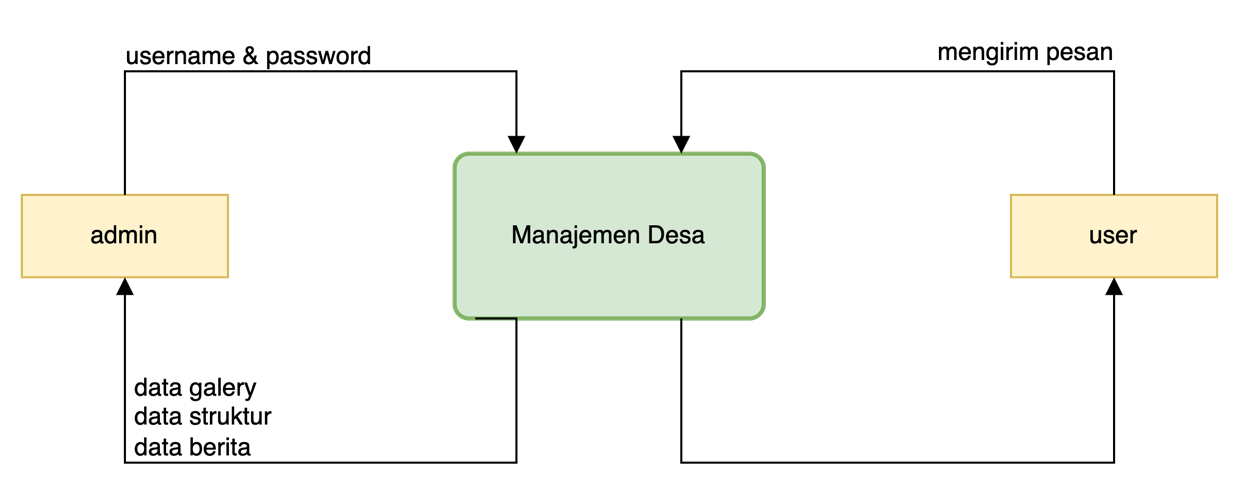 username & password
mengirim pesan
admin
Manajemen Desa
user
data galery
data struktur
data berita